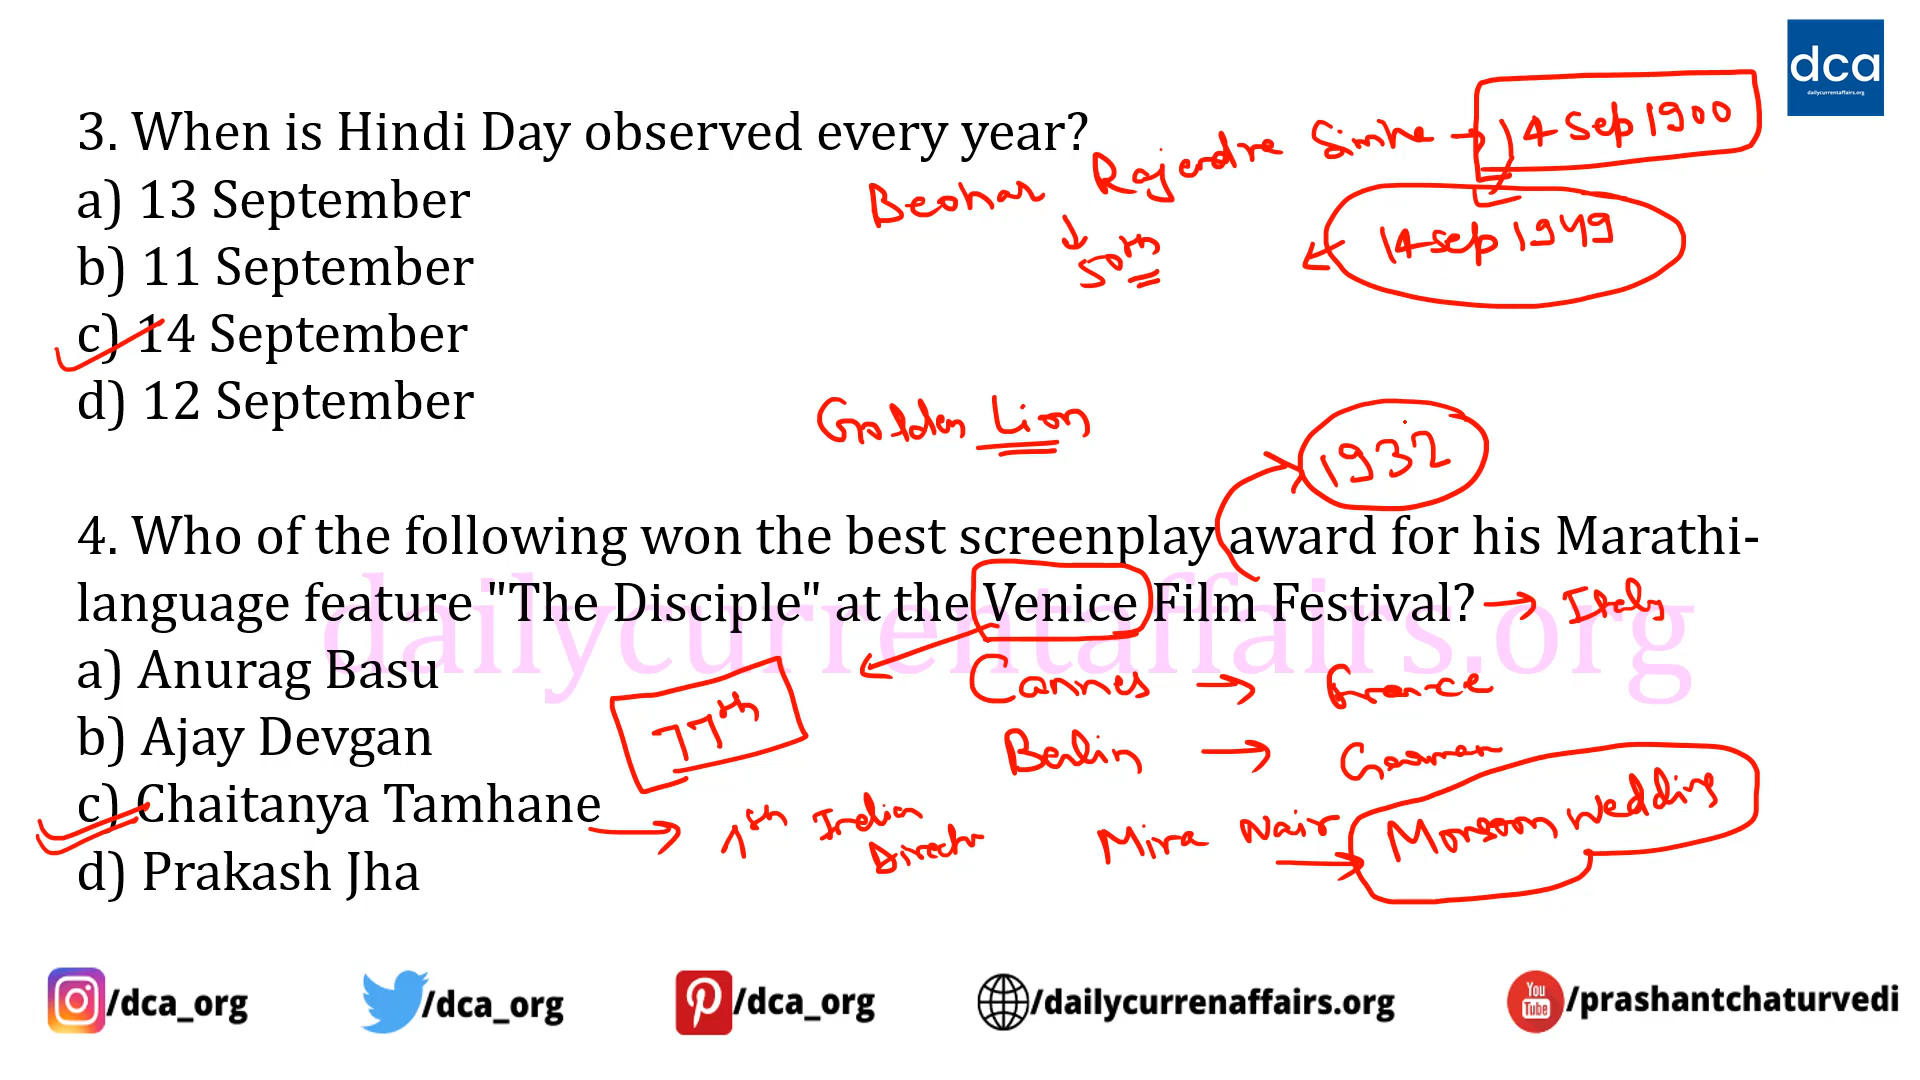 dca
dailycurrentaffairs.org
3. When is Hindi Day observed every year?
Beohar Rajendra Simha → 14 Sep 1900
a) 13 September
50th
14 Sep 1949
b) 11 September
c) 14 September
d) 12 September
Golden Lion
1932
4. Who of the following won the best screenplay award for his Marathi-
language feature "The Disciple" at the Venice Film Festival? → Italy
dailycurrentaffairs.org
a) Anurag Basu
77th
Cannes → France
b) Ajay Devgan
Berlin → German
c) Chaitanya Tamhane → 1st Indian Director
Mira Nair → Monsoon Wedding
d) Prakash Jha
/dca_org
/dca_org
/dca_org
/dailycurrenaffairs.org
You Tube
/prashantchaturvedi